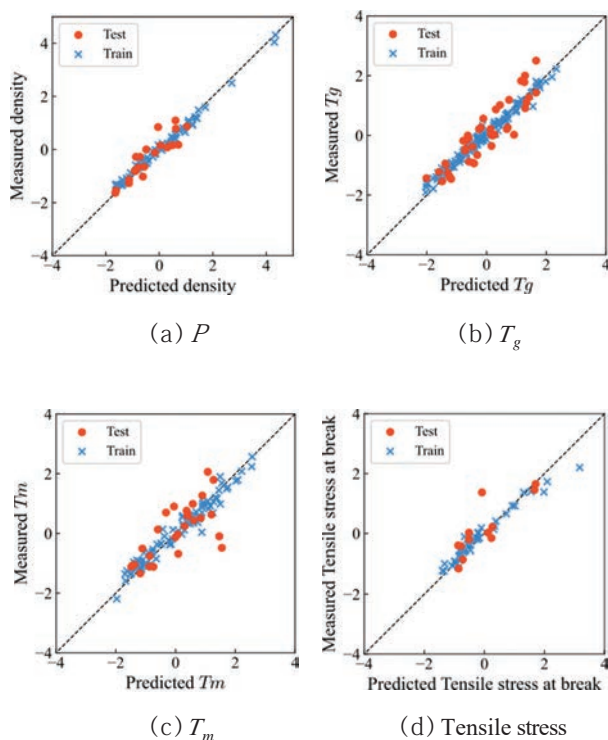 4
Test
Train
2
0
−2
−4
−2
0
2
4
Measured density
Predicted density
(a) P
4
Test
Train
2
0
−2
−4
−4
−2
0
2
4
Measured Tg
Predicted Tg
(b) Tg
4
Test
Train
2
0
−2
−4
−4
−2
0
2
4
Measured Tm
Predicted Tm
(c) Tm
4
Test
Train
2
0
−2
−4
−4
−2
0
2
4
Measured Tensile stress at break
Predicted Tensile stress at break
(d) Tensile stress